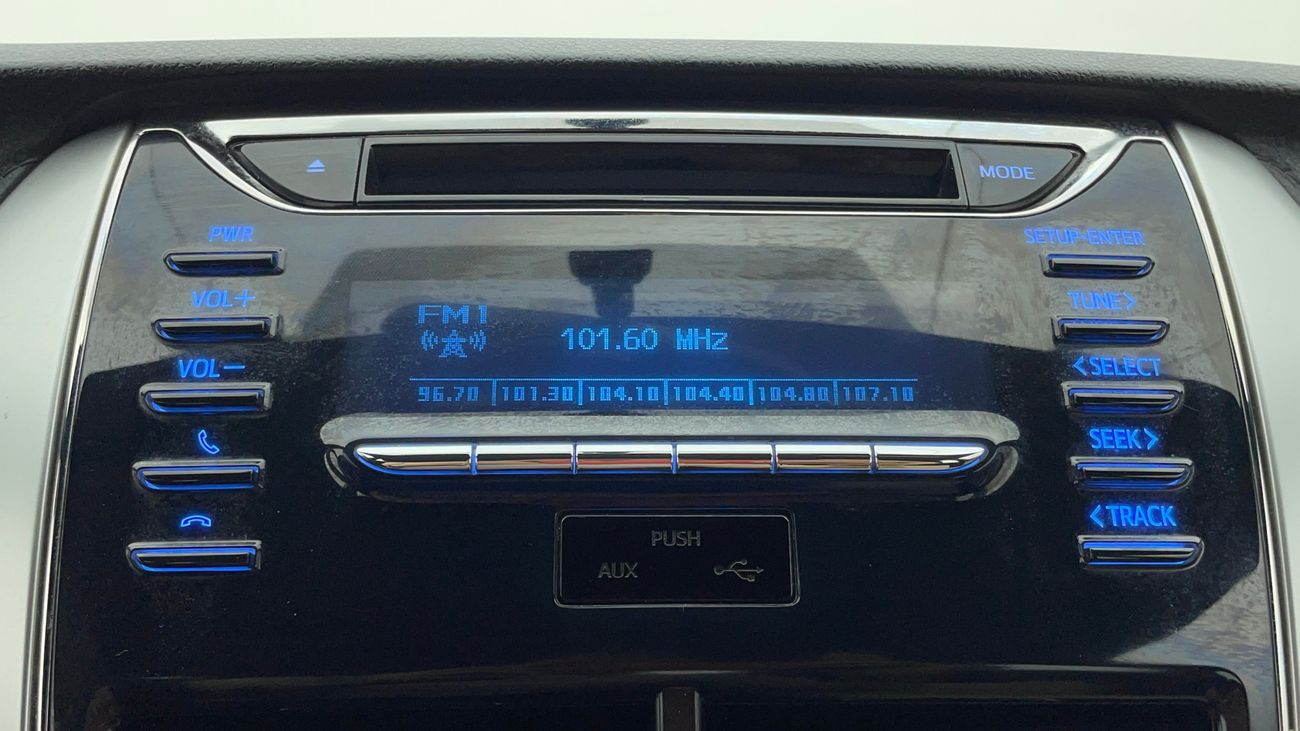 MODE
PWR
SETUP•ENTER
VOL+
TUNE>
FM1
101.60 MHz
VOL-
<SELECT
96.70 101.30 104.10 104.40 104.80 107.10
SEEK>
<TRACK
PUSH
AUX